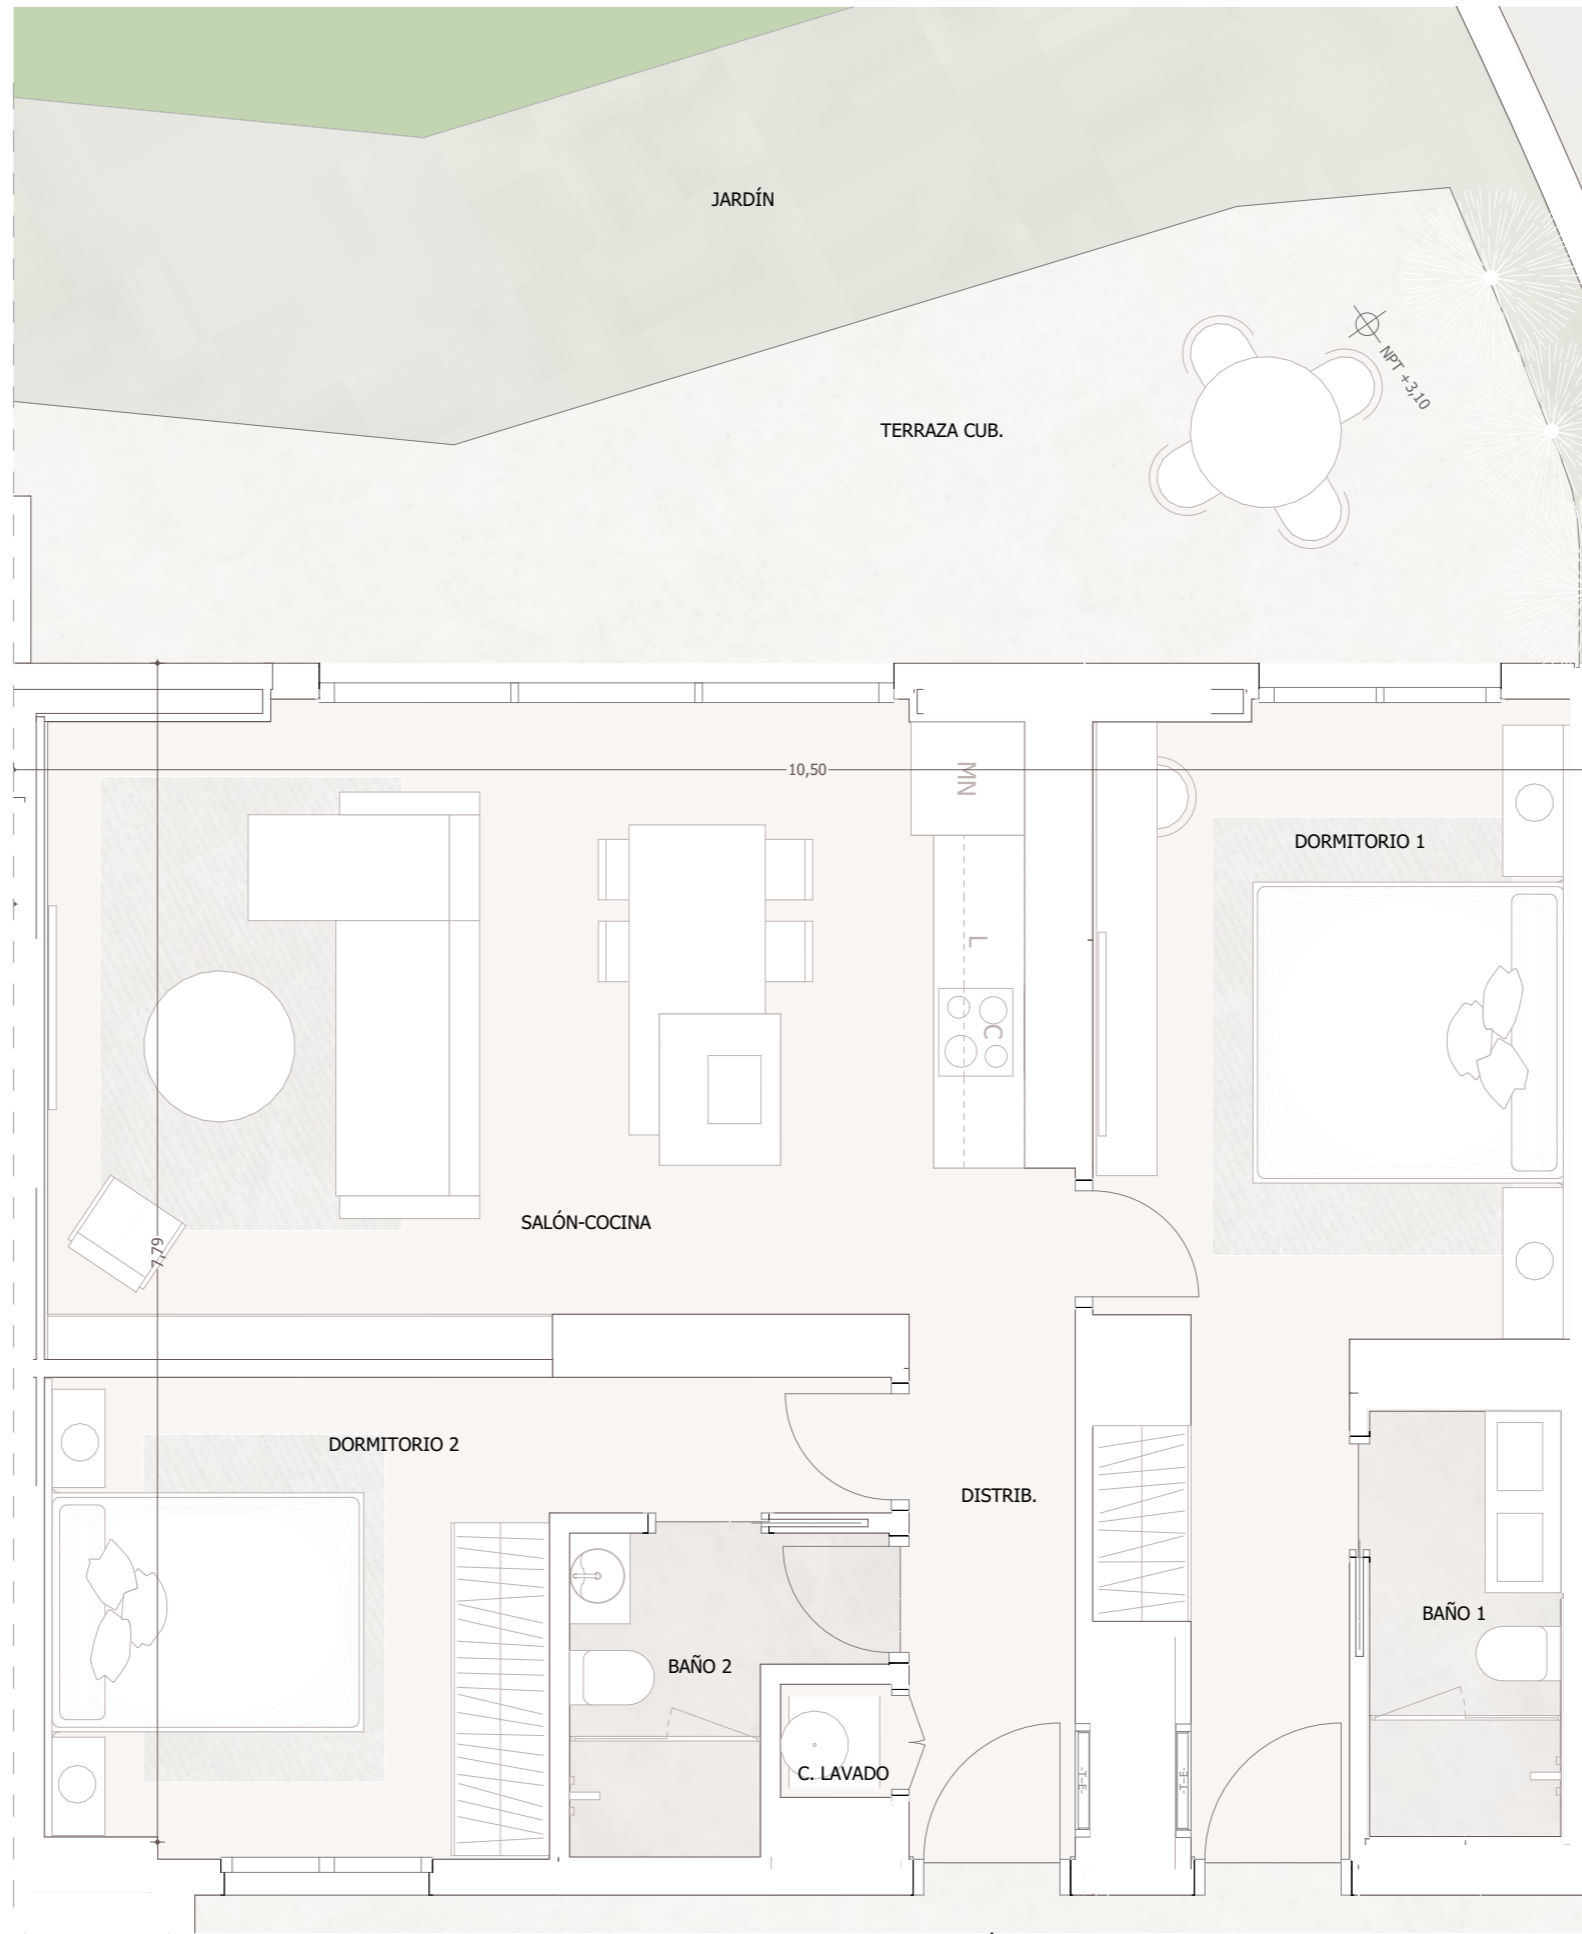 JARDÍN
NPT +3,10
TERRAZA CUB.
10,50
MN
DORMITORIO 1
L
C
SALÓN-COCINA
7,79
DORMITORIO 2
DISTRIB.
BAÑO 1
BAÑO 2
C. LAVADO
-T-E-
-T-E-